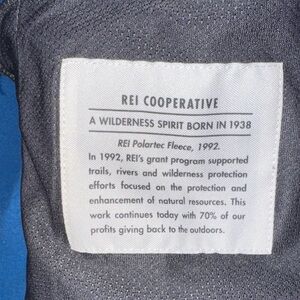 REI COOPERATIVE
A WILDERNESS SPIRIT BORN IN 1938
REI Polartec Fleece, 1992.
In 1992, REI's grant program supported
trails, rivers and wilderness protection
efforts focused on the protection and
enhancement of natural resources. This
work continues today with 70% of our
profits giving back to the outdoors.